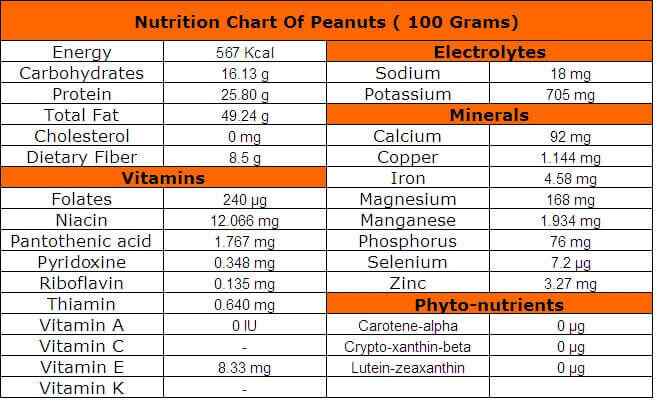 Nutrition Chart Of Peanuts ( 100 Grams)
Energy 567 Kcal Electrolytes
Carbohydrates 16.13 g Sodium 18 mg
Protein 25.80 g Potassium 705 mg
Total Fat 49.24 g Minerals
Cholesterol 0 mg Calcium 92 mg
Dietary Fiber 8.5 g Copper 1.144 mg
Vitamins Iron 4.58 mg
Folates 240 µg Magnesium 168 mg
Niacin 12.066 mg Manganese 1.934 mg
Pantothenic acid 1.767 mg Phosphorus 76 mg
Pyridoxine 0.348 mg Selenium 7.2 µg
Riboflavin 0.135 mg Zinc 3.27 mg
Thiamin 0.640 mg Phyto-nutrients
Vitamin A 0 IU Carotene-alpha 0 µg
Vitamin C - Crypto-xanthin-beta 0 µg
Vitamin E 8.33 mg Lutein-zeaxanthin 0 µg
Vitamin K -